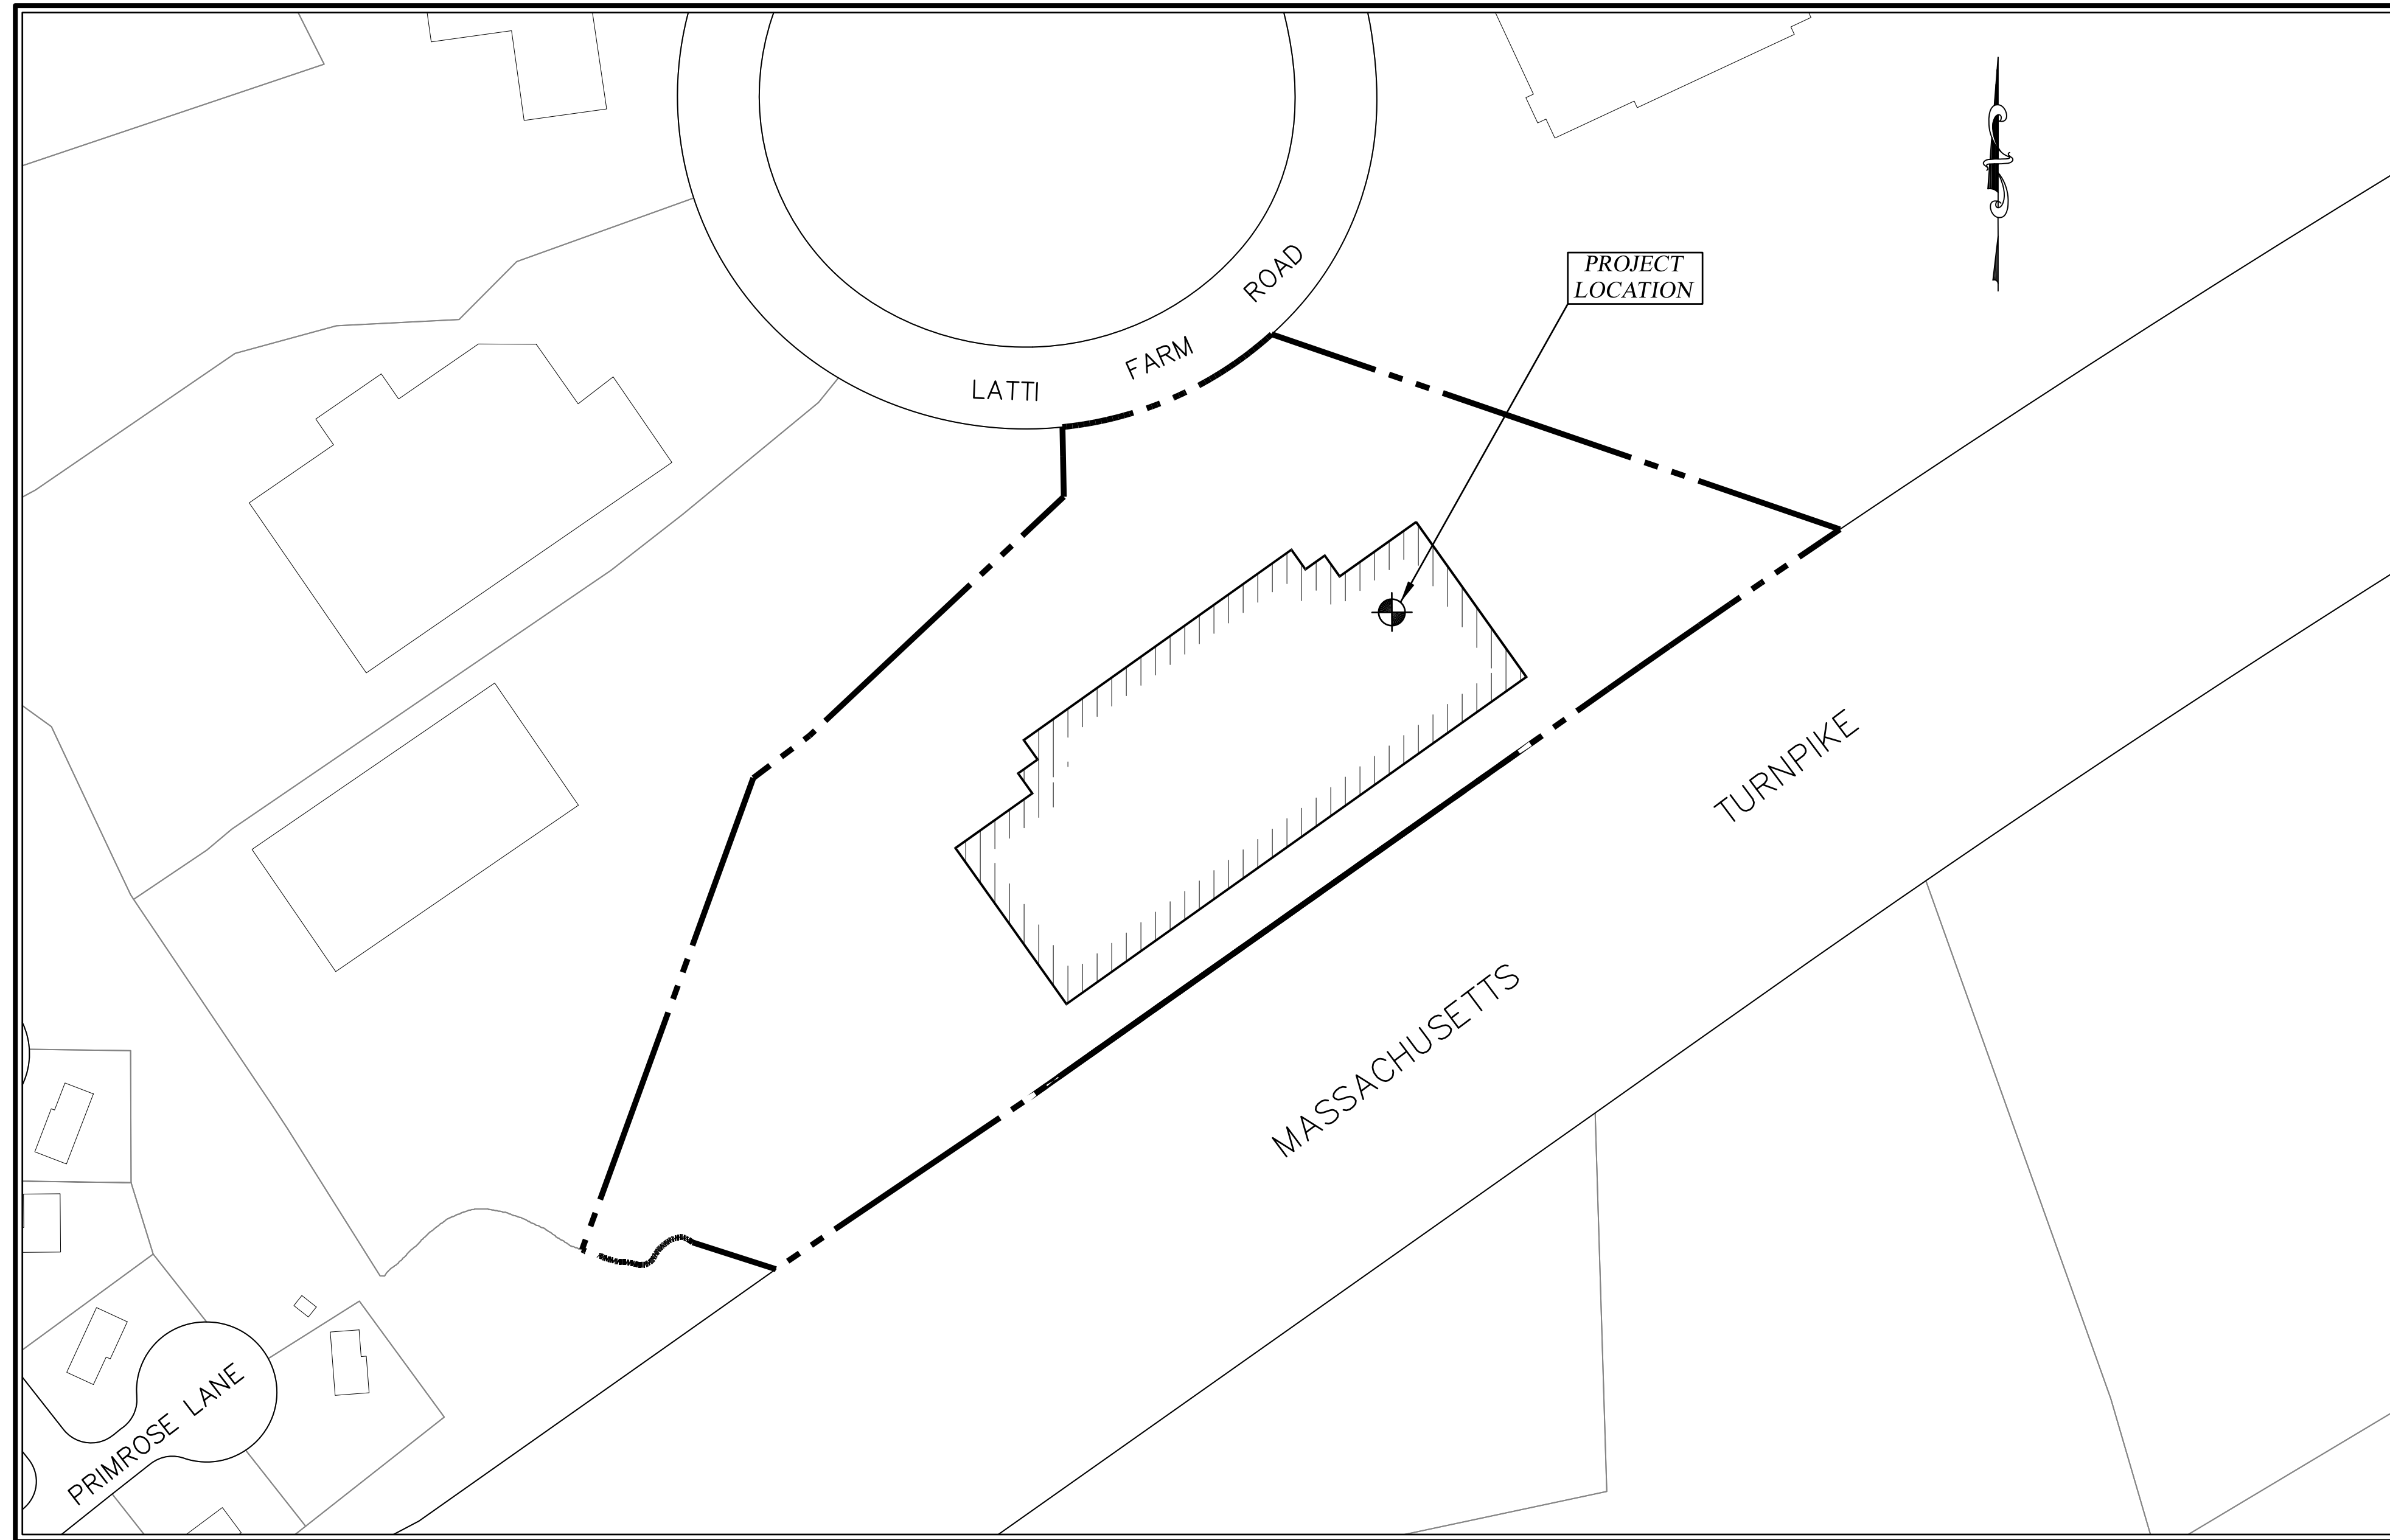 PROJECT
LOCATION
LATTI FARM ROAD
TURNPIKE
MASSACHUSETTS
PRIMROSE LANE